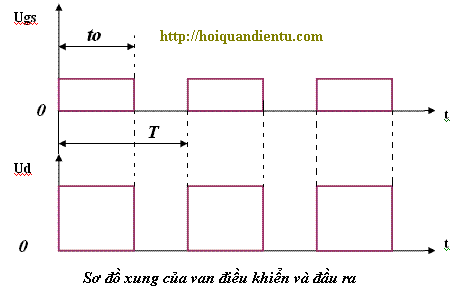 Ugs
to
http://hoiquandientu.com
0
t
T
Ud
0
t
Sơ đồ xung của van điều khiển và đầu ra